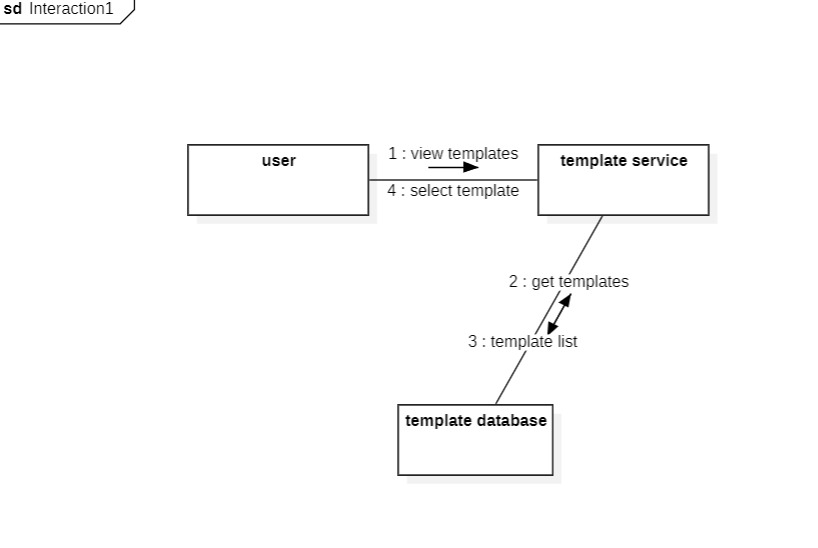 sd Interaction1
1 : view templates
user
template service
4 : select template
2 : get templates
3 : template list
template database